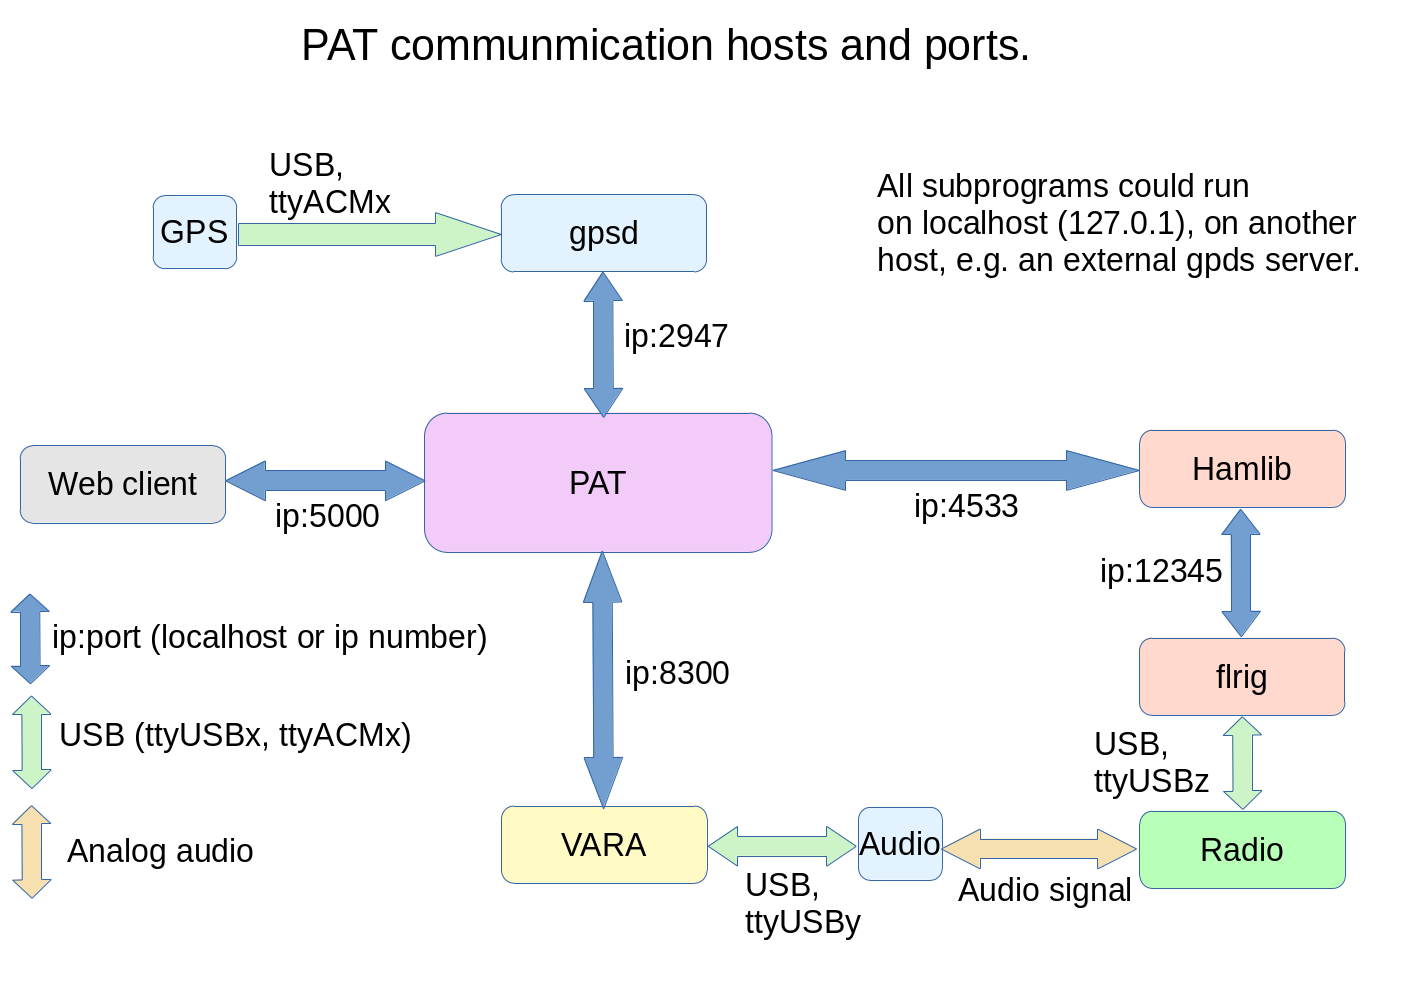 PAT communmication hosts and ports.
USB,
ttyACMx
GPS
gpsd
All subprograms could run
on localhost (127.0.1), on another
host, e.g. an external gpds server.
ip:2947
Web client
ip:5000
PAT
ip:4533
Hamlib
ip:12345
ip:port (localhost or ip number)
ip:8300
flrig
USB (ttyUSBx, ttyACMx)
USB,
ttyUSBz
Analog audio
VARA
USB,
ttyUSBy
Audio
Audio signal
Radio